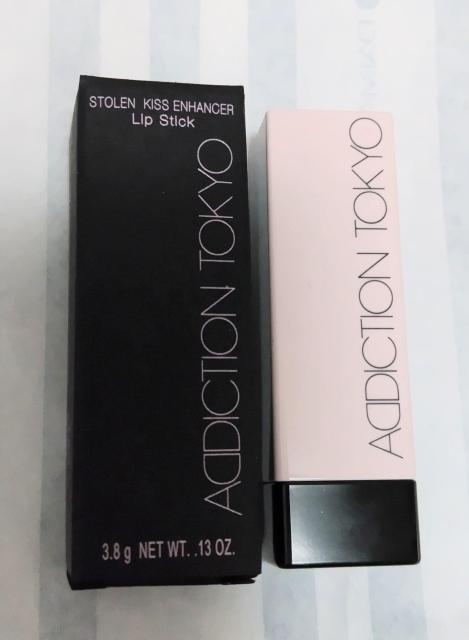 STOLEN KISS ENHANCER
Lip Stick
ADDICTION TOKYO
3.8 g NET WT. .13 OZ.
ADDICTION TOKYO